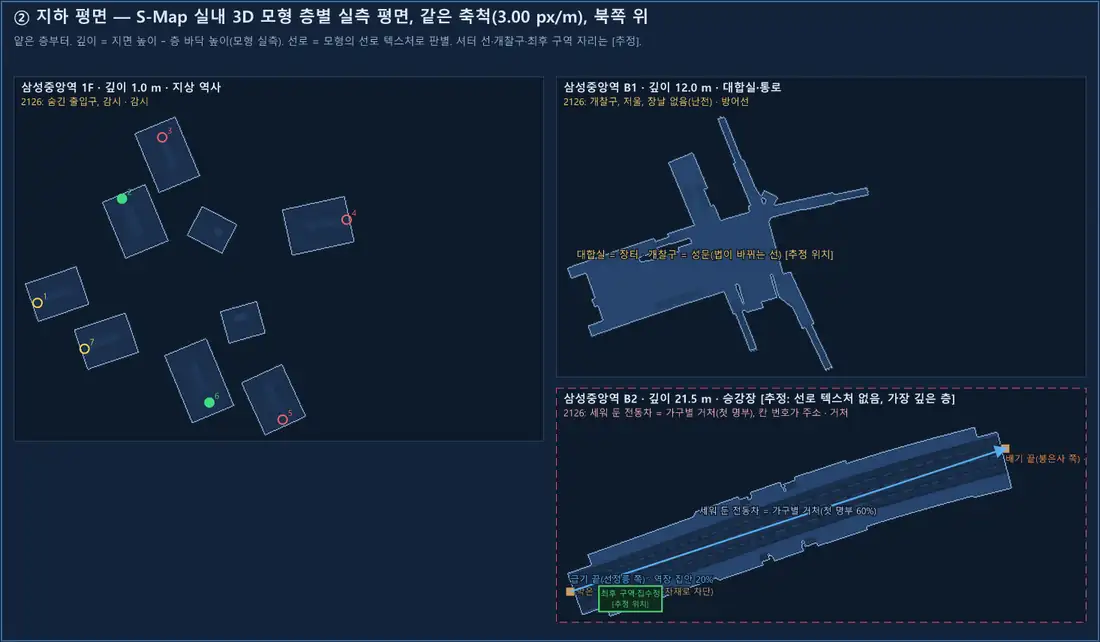 ② 지하 평면 — S-Map 실내 3D 모형 층별 실측 평면, 같은 축척(3.00 px/m), 북쪽 위
얕은 층부터. 깊이 = 지면 높이 − 층 바닥 높이(모형 실측). 선로 = 모형의 선로 텍스처로 판별. 셔터 선·개찰구·최후 구역 자리는 [추정].
삼성중앙역 1F · 깊이 1.0 m · 지상 역사
2126: 숨긴 출입구, 감시 · 감시
3
2
4
1
7
6
5
삼성중앙역 B1 · 깊이 12.0 m · 대합실·통로
2126: 개찰구, 저울, 장날 없음(난전) · 방어선
대합실 = 장터, 개찰구 = 성문(법이 바뀌는 선) [추정 위치]
삼성중앙역 B2 · 깊이 21.5 m · 승강장 [추정: 선로 텍스처 없음, 가장 깊은 층]
2126: 세워 둔 전동차 = 가구별 거처(첫 명부), 칸 번호가 주소 · 거처
배기 끝(봉은사 쪽)
세워 둔 전동차 = 가구별 거처(첫 명부 60%)
급기 끝(선정릉 쪽) · 역장 집안 20%
차단)
최후 구역·집수정
[추정 위치]